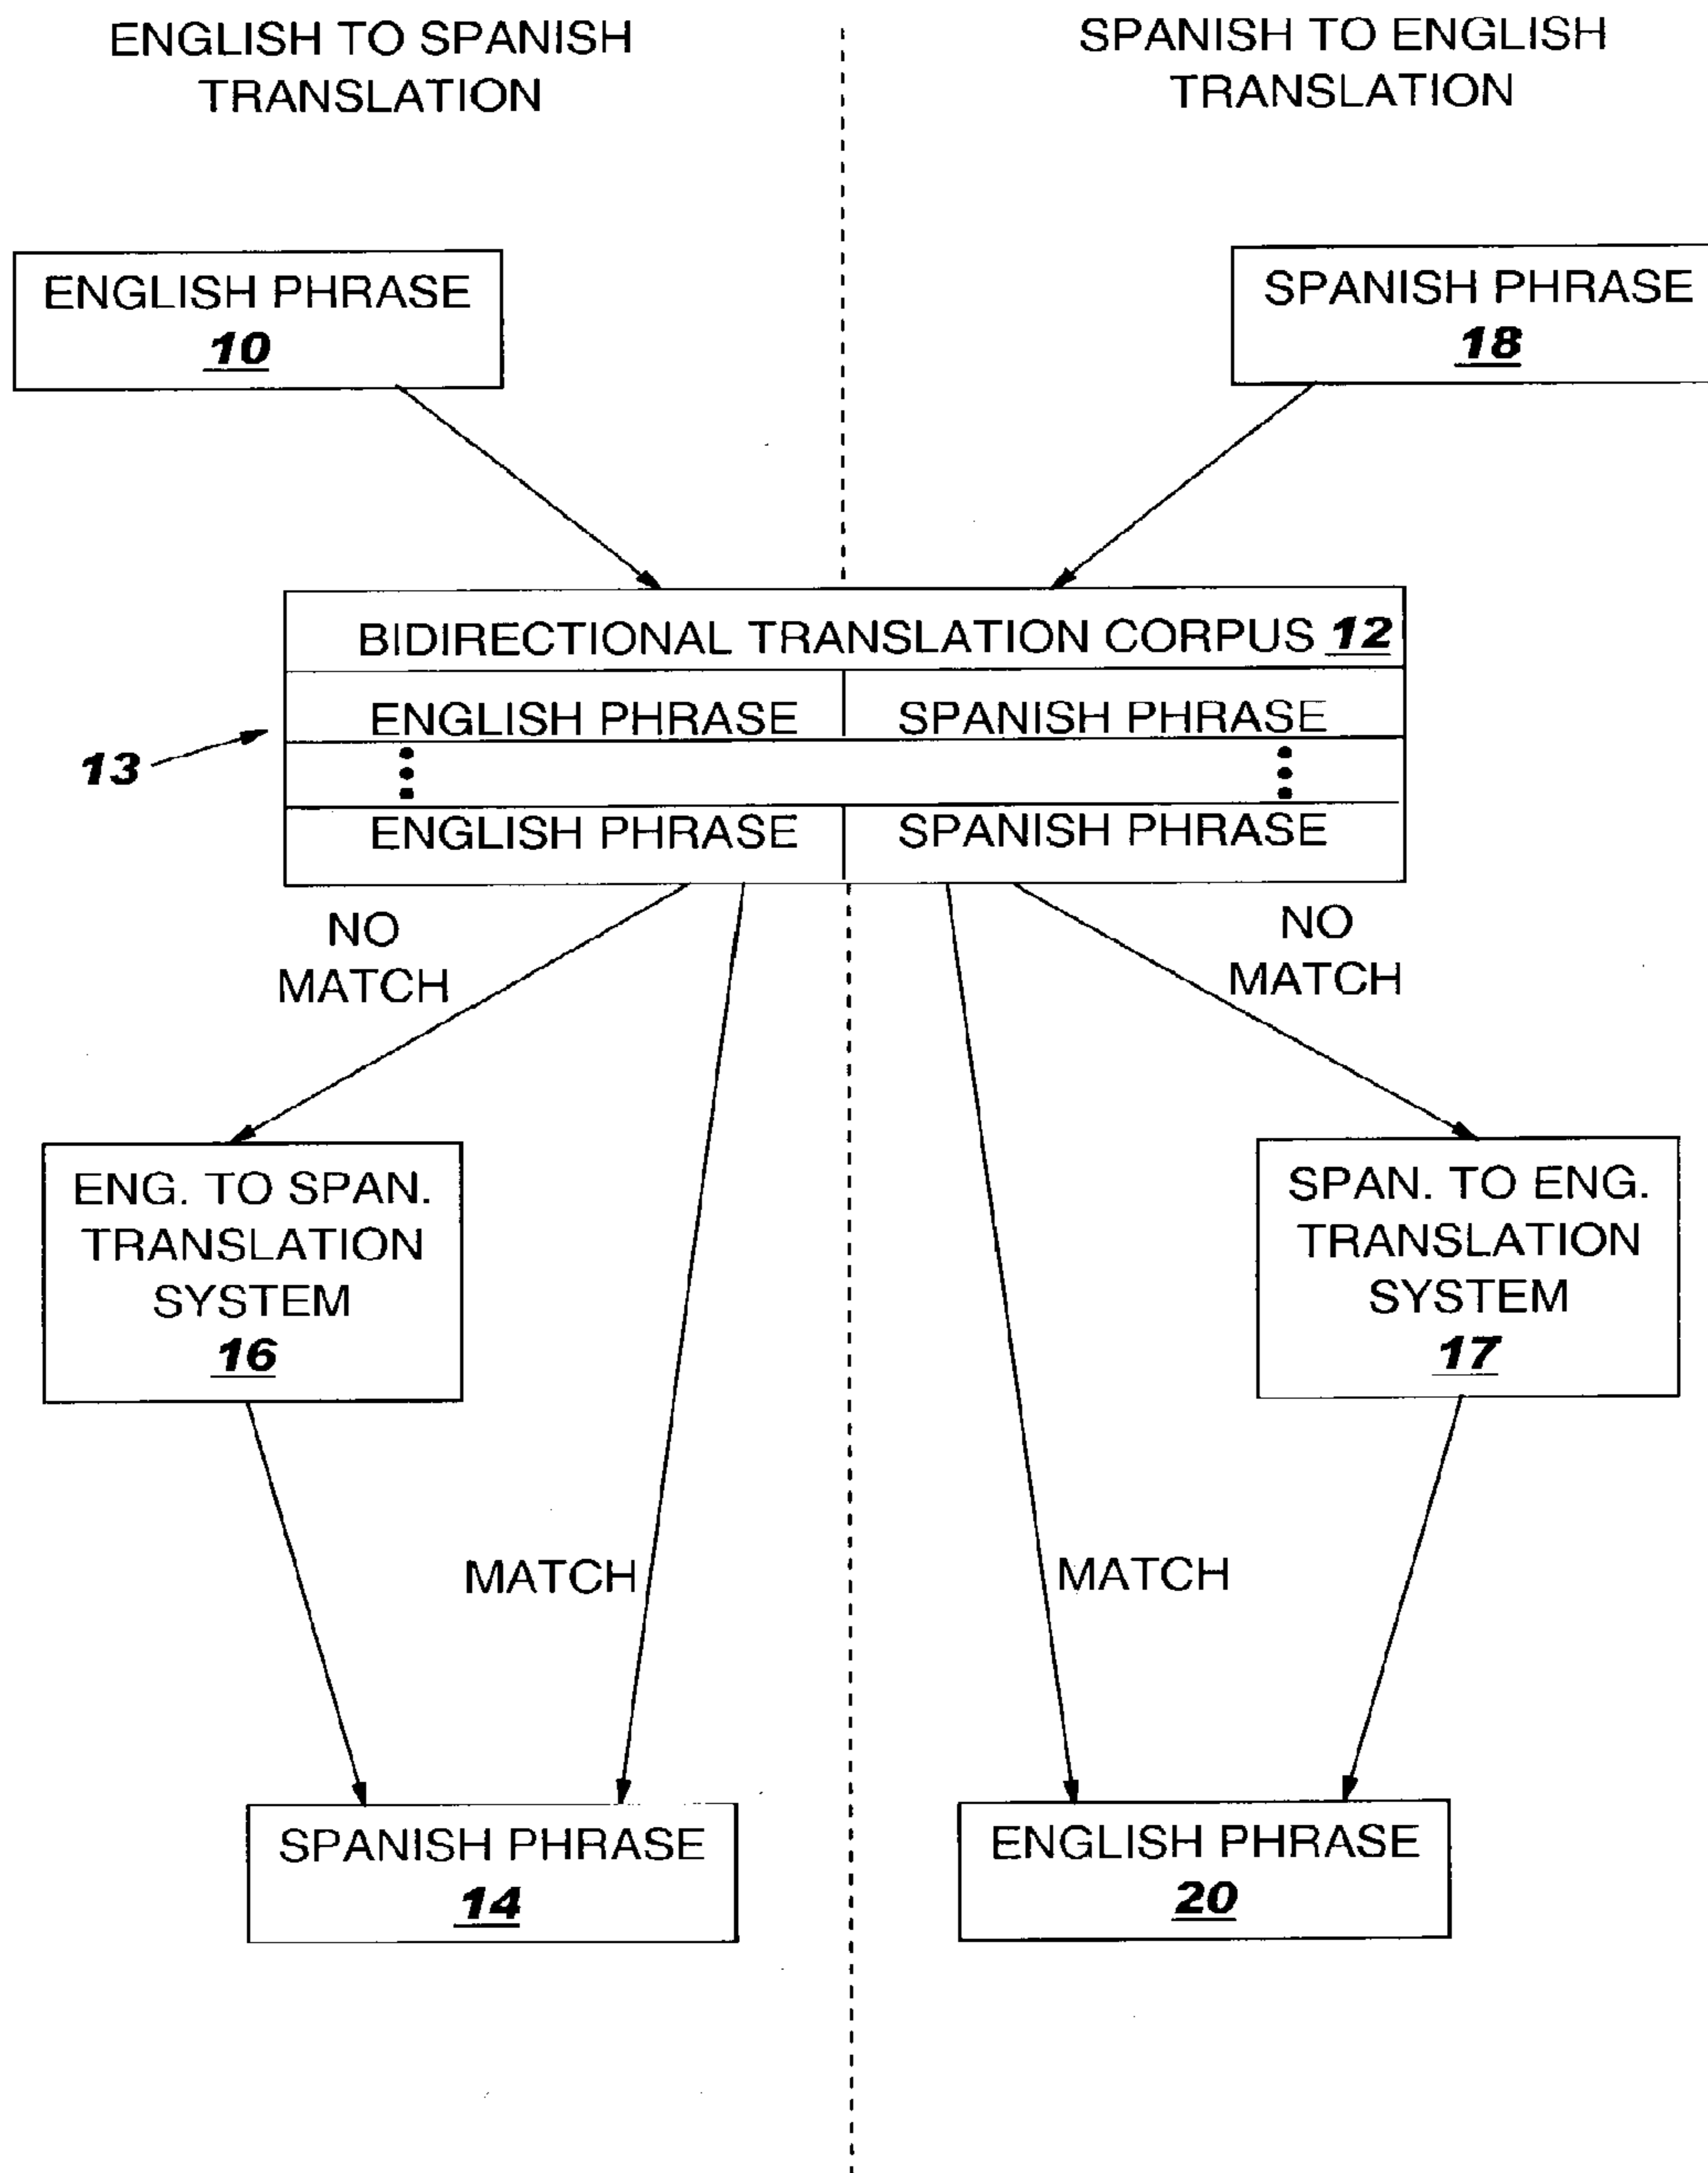 ENGLISH TO SPANISH
TRANSLATION
SPANISH TO ENGLISH
TRANSLATION
ENGLISH PHRASE
10
SPANISH PHRASE
18
BIDIRECTIONAL TRANSLATION CORPUS 12
ENGLISH PHRASE
SPANISH PHRASE
13
ENGLISH PHRASE
SPANISH PHRASE
NO
MATCH
NO
MATCH
ENG. TO SPAN.
TRANSLATION
SYSTEM
16
SPAN. TO ENG.
TRANSLATION
SYSTEM
17
MATCH
MATCH
SPANISH PHRASE
14
ENGLISH PHRASE
20